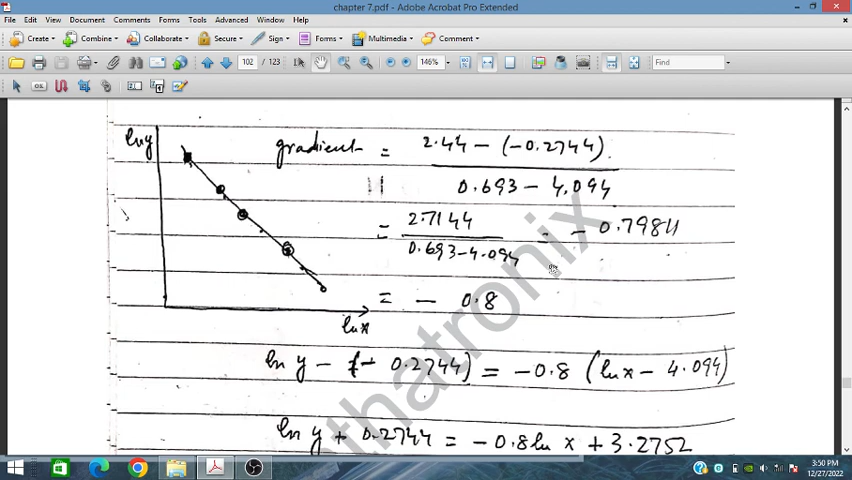 chapter 7.pdf - Adobe Acrobat Pro Extended
File Edit View Document Comments Forms Tools Advanced Window Help
Create Combine Collaborate Secure Sign Forms Multimedia Comment
102 / 123 146% Find
ln y
gradient = 2.44 - (-0.2744)
0.693 - 4.094
= 2.7144 = - 0.79811
0.693-4.094
= - 0.8
ln x
ln y - (- 0.2744) = -0.8 (ln x - 4.094)
ln y + 0.2744 = -0.8 ln x + 3.2752
3:50 PM
12/27/2022